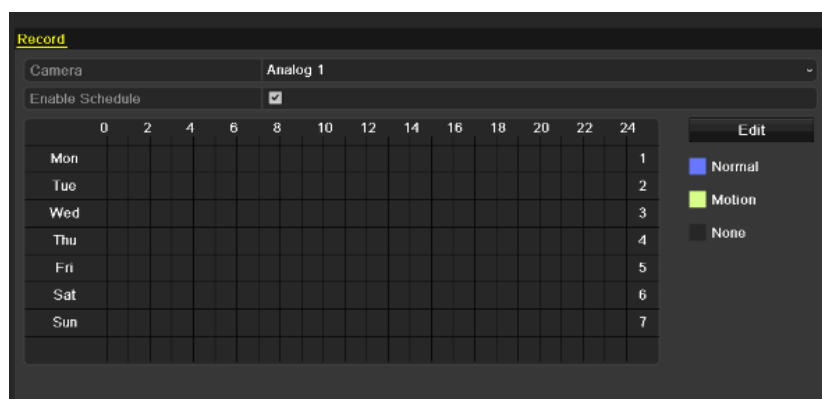 Record
Camera Analog 1
Enable Schedule
0 2 4 6 8 10 12 14 16 18 20 22 24
Edit
Mon 1
Normal
Tue 2
Motion
Wed 3
None
Thu 4
Fri 5
Sat 6
Sun 7